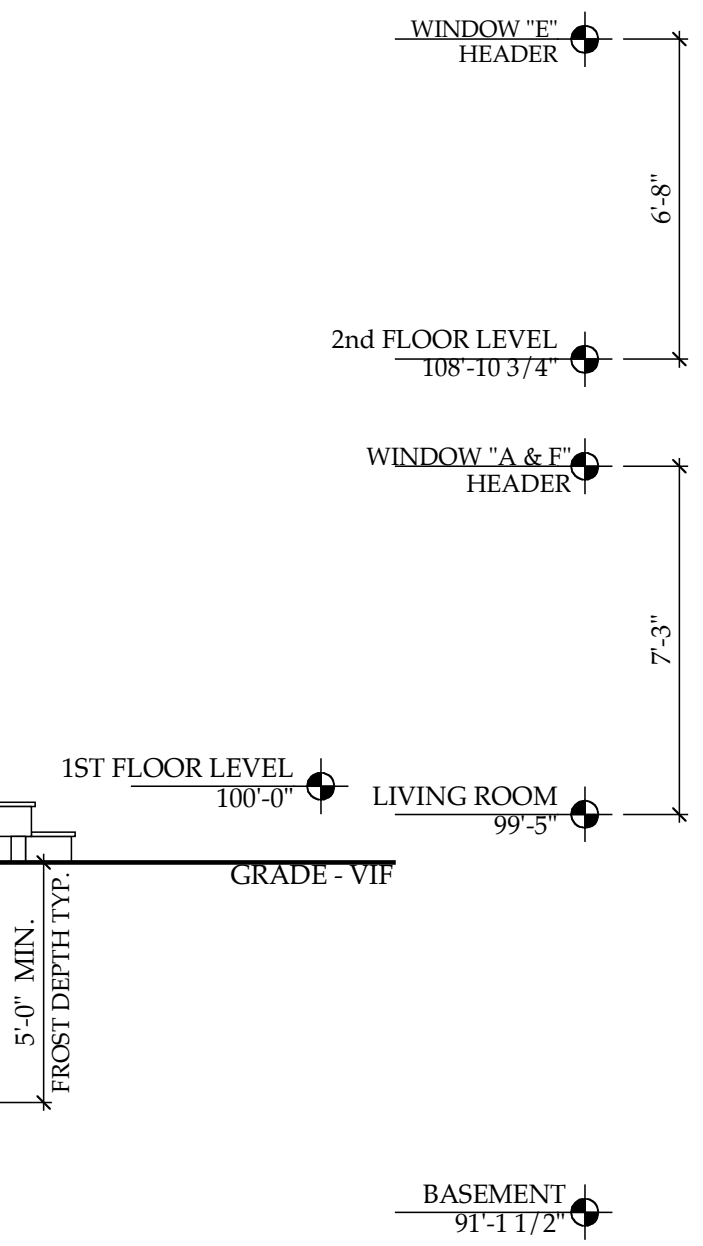 WINDOW "E"
HEADER
6'-8"
2nd FLOOR LEVEL
108'-10 3/4"
WINDOW "A & F"
HEADER
7'-3"
1ST FLOOR LEVEL
100'-0"
LIVING ROOM
99'-5"
GRADE - VIF
5'-0" MIN.
FROST DEPTH TYP.
BASEMENT
91'-1 1/2"